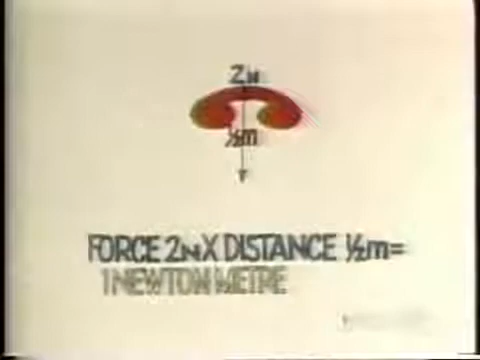 2N
½m
FORCE 2N X DISTANCE ½m=
1 NEWTON METRE